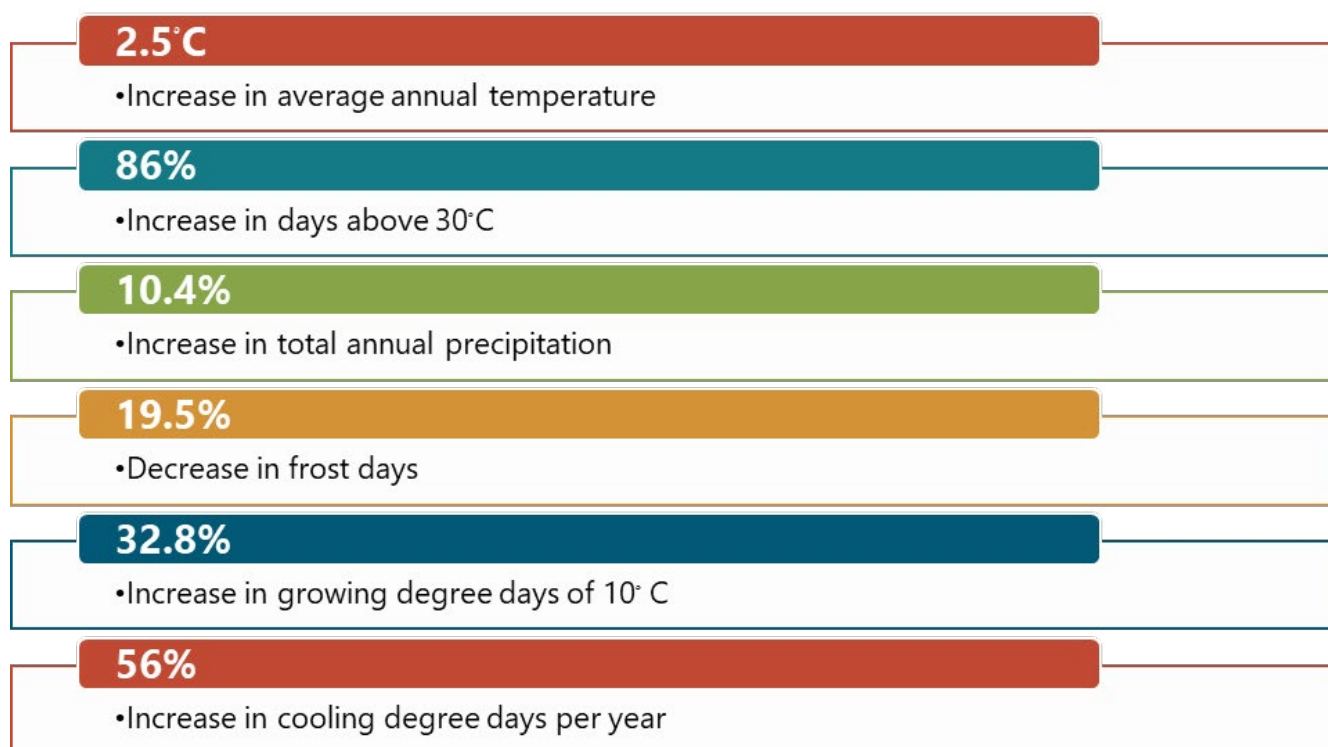 2.5°C
•Increase in average annual temperature
86%
•Increase in days above 30°C
10.4%
•Increase in total annual precipitation
19.5%
•Decrease in frost days
32.8%
•Increase in growing degree days of 10° C
56%
•Increase in cooling degree days per year